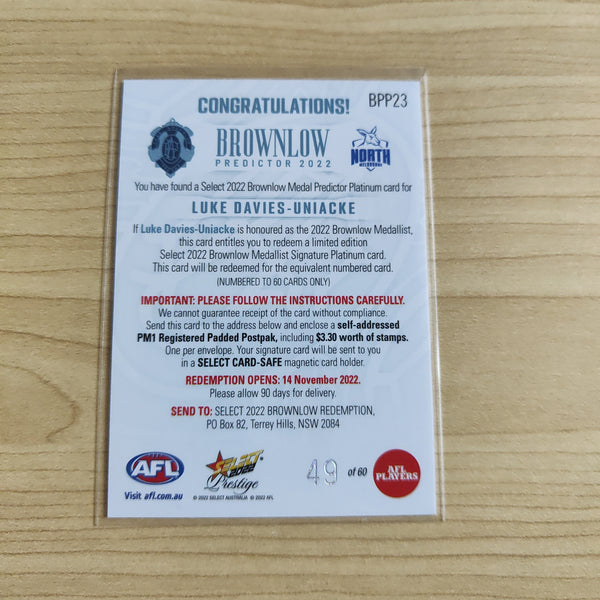 CONGRATULATIONS!
BPP23
BROWNLOW
PREDICTOR 2022
NORTH
MELBOURNE
You have found a Select 2022 Brownlow Medal Predictor Platinum card for
LUKE DAVIES-UNIACKE
If Luke Davies-Uniacke is honoured as the 2022 Brownlow Medallist,
this card entitles you to redeem a limited edition
Select 2022 Brownlow Medallist Signature Platinum card.
This card will be redeemed for the equivalent numbered card.
(NUMBERED TO 60 CARDS ONLY)
IMPORTANT: PLEASE FOLLOW THE INSTRUCTIONS CAREFULLY.
We cannot guarantee receipt of the card without compliance.
Send this card to the address below and enclose a self-addressed
PM1 Registered Padded Postpak, including $3.30 worth of stamps.
One per envelope. Your signature card will be sent to you
in a SELECT CARD-SAFE magnetic card holder.
REDEMPTION OPENS: 14 November 2022.
Please allow 90 days for delivery.
SEND TO: SELECT 2022 BROWNLOW REDEMPTION,
PO Box 82, Terrey Hills, NSW 2084
AFL
Visit afl.com.au
SELECT
2022
Prestige
© 2022 SELECT AUSTRALIA © 2022 AFL
49 of 60
AFL
PLAYERS